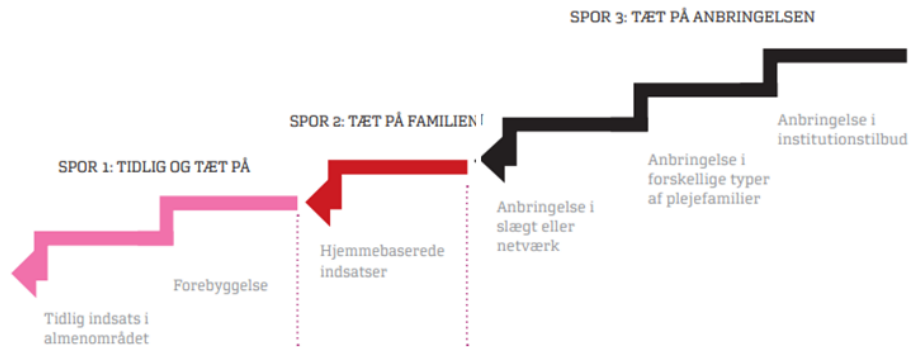 SPOR 3: TÆT PÅ ANBRINGELSEN
SPOR 2: TÆT PÅ FAMILIEN
SPOR 1: TIDLIG OG TÆT PÅ
Anbringelse i
institutionstilbud
Anbringelse i
forskellige typer
af plejefamilier
Anbringelse i
slægt eller
netværk
Hjemmebaserede
indsatser
Forebyggelse
Tidlig indsats i
almenområdet